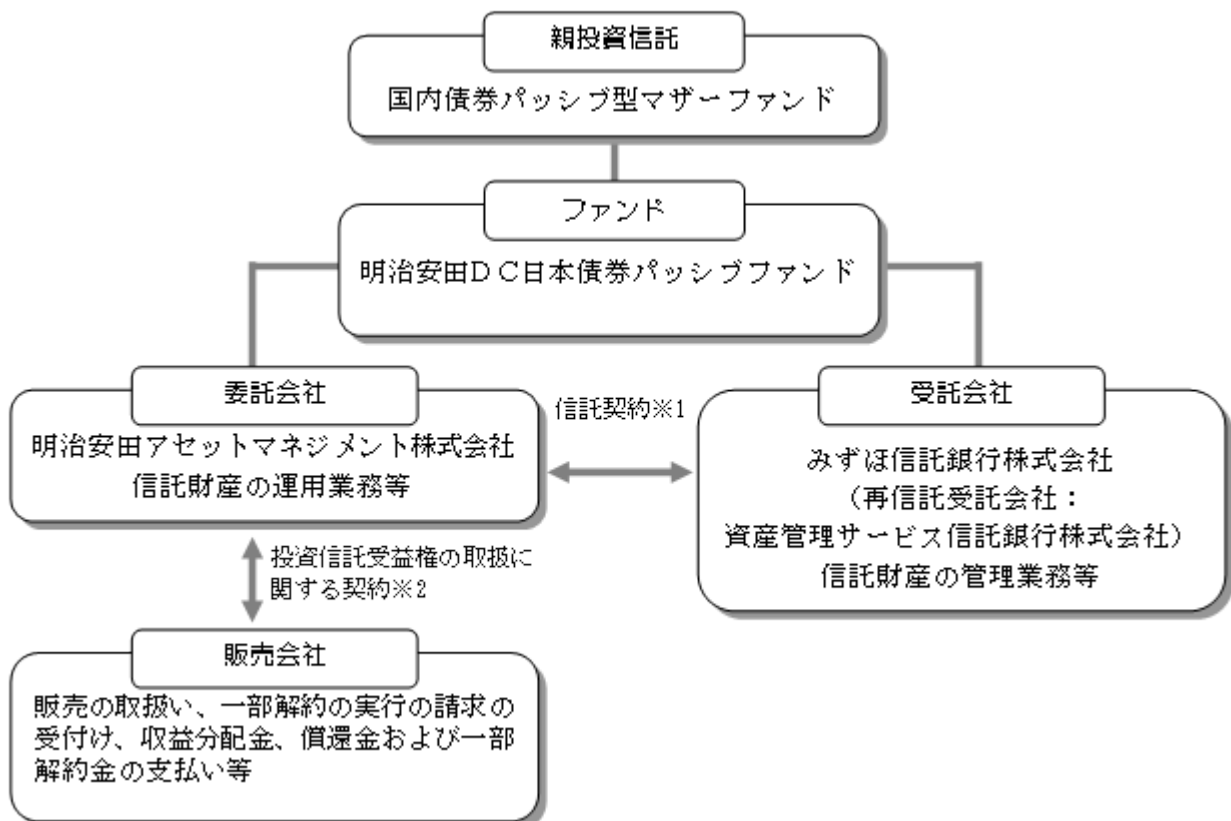 親投資信託
国内債券パッシブ型マザーファンド
ファンド
明治安田ＤＣ日本債券パッシブファンド
委託会社
明治安田アセットマネジメント株式会社
信託財産の運用業務等
信託契約※1
受託会社
みずほ信託銀行株式会社
（再信託受託会社：
資産管理サービス信託銀行株式会社）
信託財産の管理業務等
投資信託受益権の取扱に
関する契約※2
販売会社
販売の取扱い、一部解約の実行の請求の
受付け、収益分配金、償還金および一部
解約金の支払い等